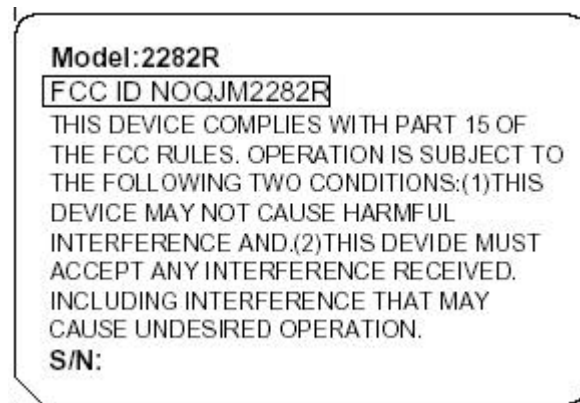 Model:2282R
FCC ID NOQJM2282R
THIS DEVICE COMPLIES WITH PART 15 OF
THE FCC RULES. OPERATION IS SUBJECT TO
THE FOLLOWING TWO CONDITIONS:(1)THIS
DEVICE MAY NOT CAUSE HARMFUL
INTERFERENCE AND.(2)THIS DEVIDE MUST
ACCEPT ANY INTERFERENCE RECEIVED.
INCLUDING INTERFERENCE THAT MAY
CAUSE UNDESIRED OPERATION.
S/N: